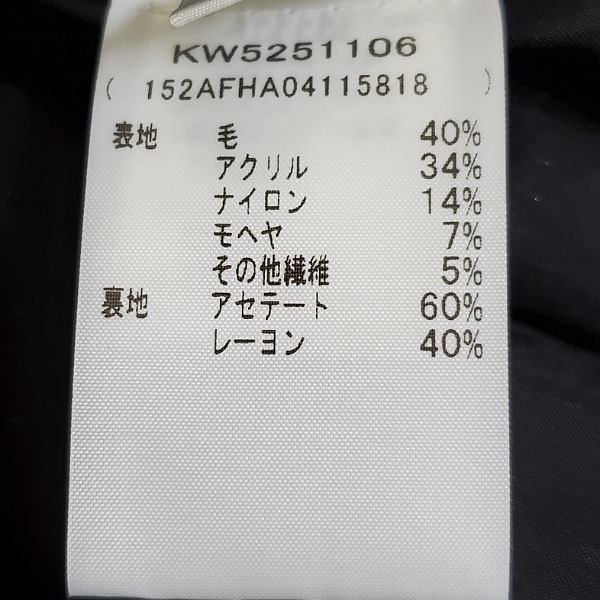 KW5251106
( 152AFHA04115818 )
表地 毛 40%
アクリル 34%
ナイロン 14%
モヘヤ 7%
その他繊維 5%
裏地 アセテート 60%
レーヨン 40%